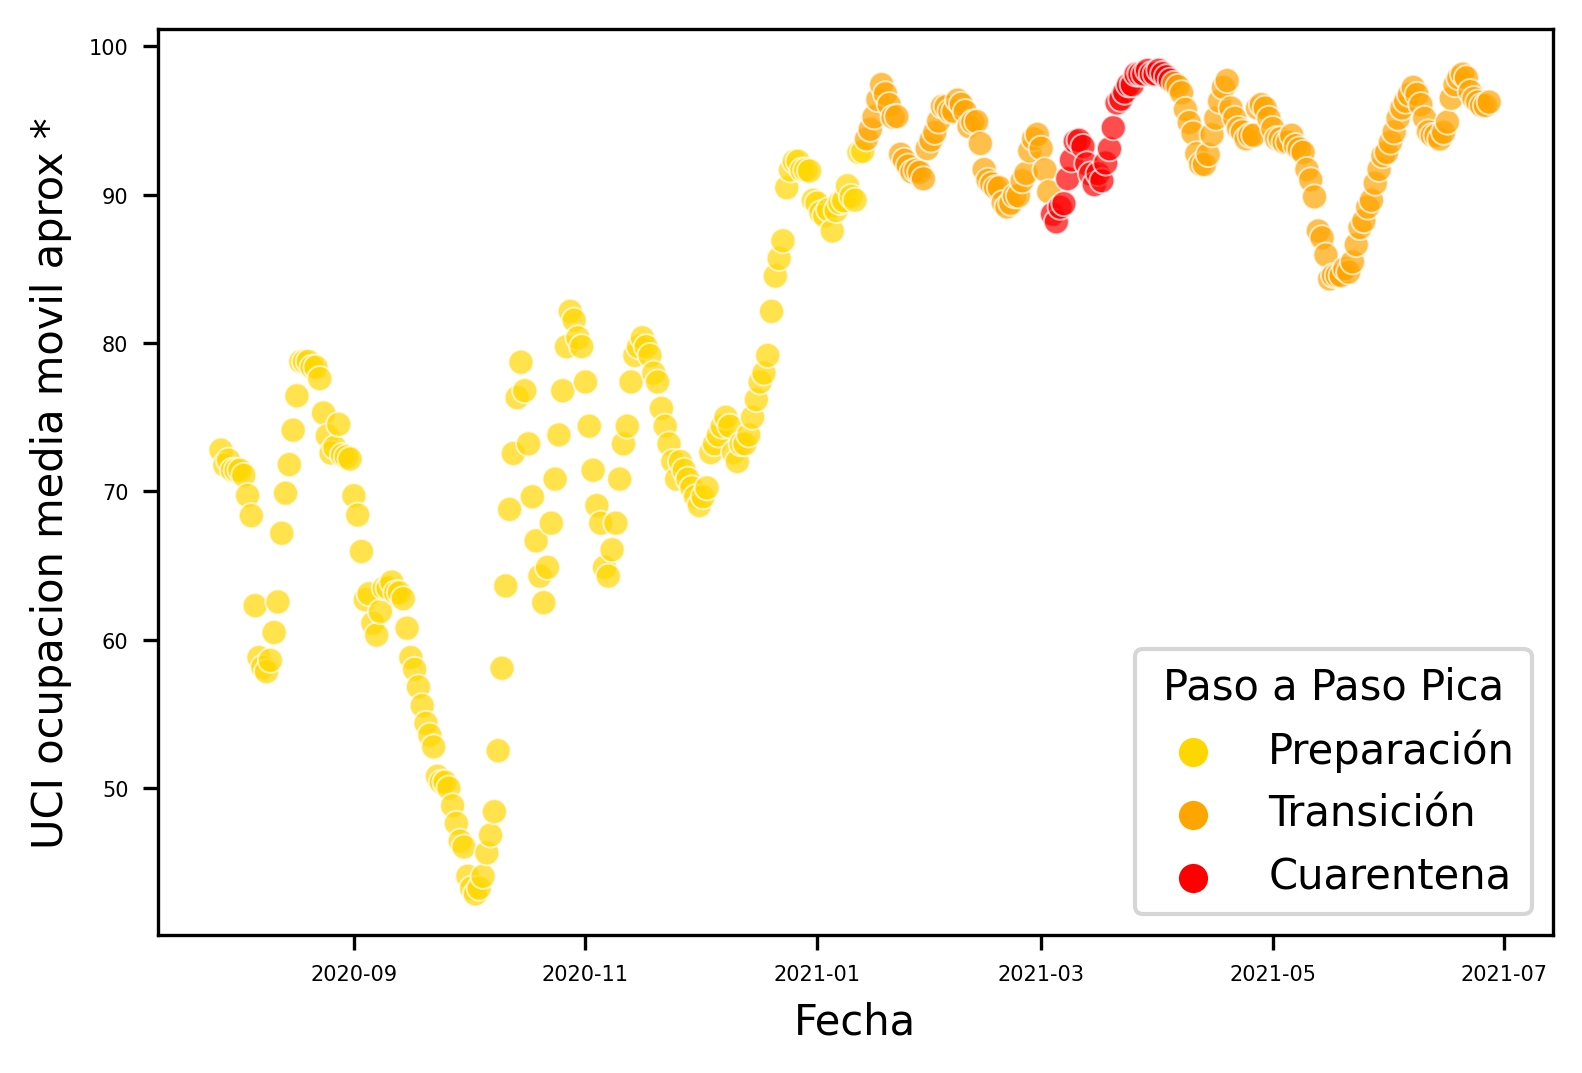 100
90
80
70
60
50
UCI ocupacion media movil aprox *
Paso a Paso Pica
Preparación
Transición
Cuarentena
2020-09
2020-11
2021-01
2021-03
2021-05
2021-07
Fecha